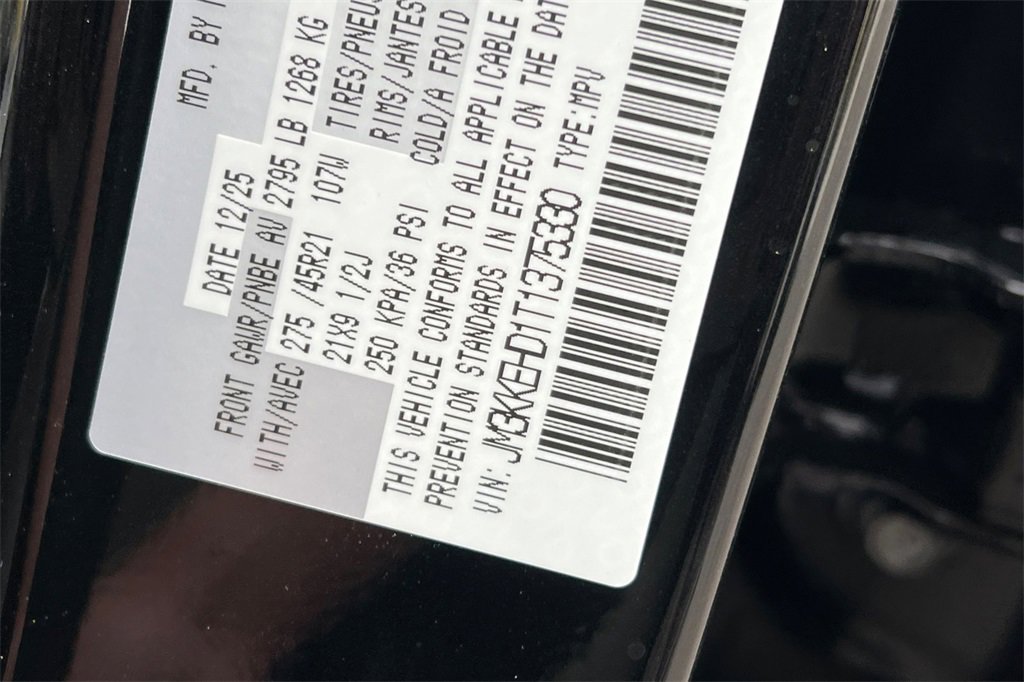 MFD. BY
DATE 12/25
FRONT GAWR/PNBE AV 2795 LB 1268 KG
WITH/AVEC 275 /45R21 107W TIRES/PNEU
21X9 1/2J RIMS/JANTES
250 KPA/36 PSI COLD/A FROID
THIS VEHICLE CONFORMS TO ALL APPLICABLE
PREVENTION STANDARDS IN EFFECT ON THE DAT
VIN: JM3KKEHD1T1375330 TYPE:MPV